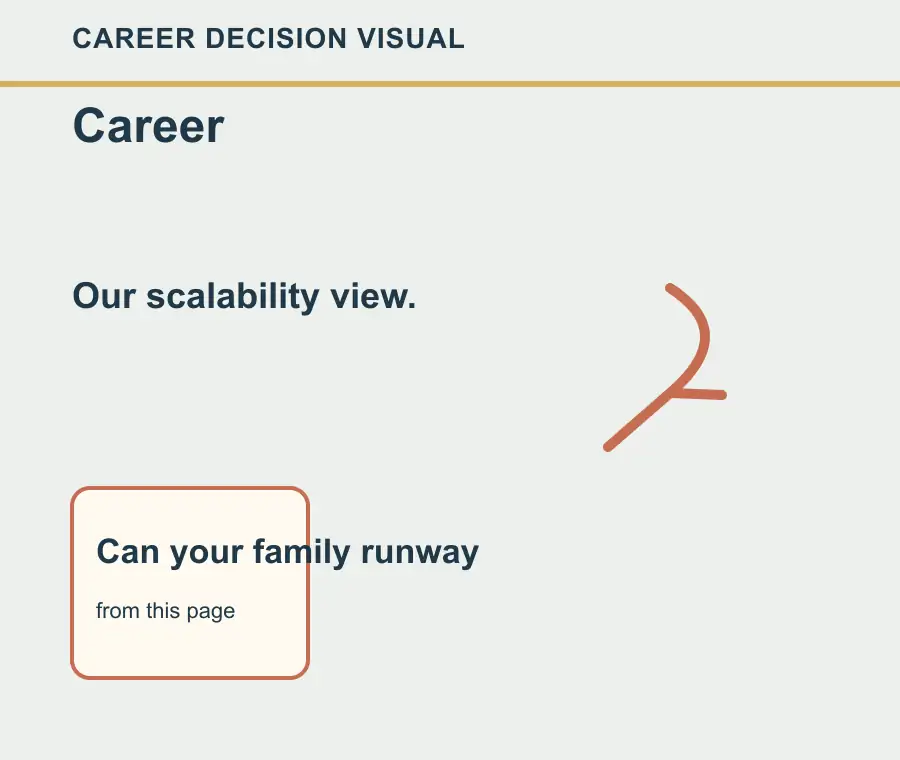 CAREER DECISION VISUAL
Career
Our scalability view.
Can your family runway
from this page